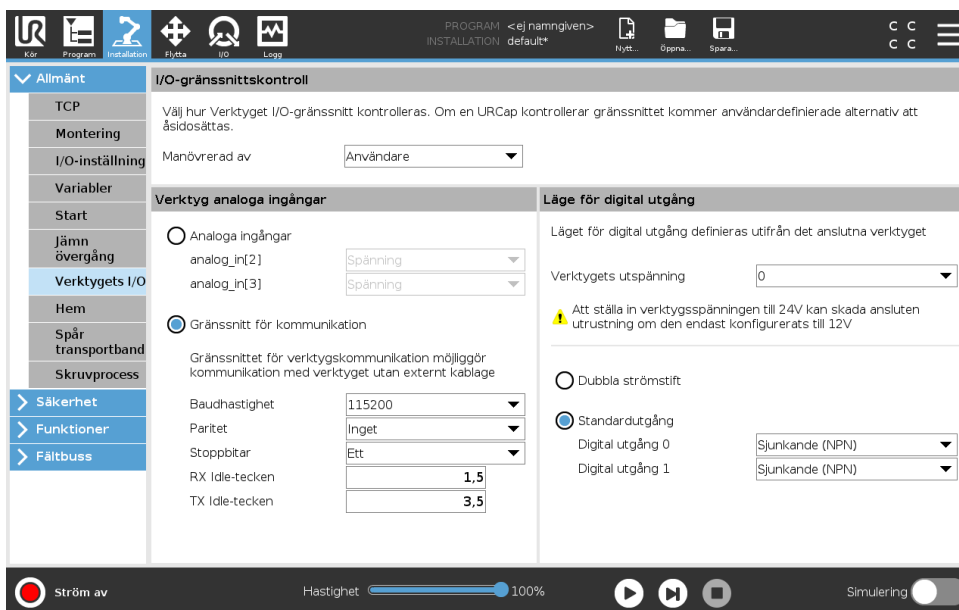 PROGRAM <ej namngiven>
INSTALLATION default*
Kör
Program
Installation
Flytta
I/O
Logg
Nytt...
Öppna...
Spara...
C C
C C
Allmänt
TCP
Montering
I/O-inställning
Variabler
Start
Jämn
övergång
Verktygets I/O
Hem
Spår
transportband
Skruvprocess
Säkerhet
Funktioner
Fältbuss
I/O-gränssnittskontroll
Välj hur Verktyget I/O-gränssnitt kontrolleras. Om en URCap kontrollerar gränssnittet kommer användardefinierade alternativ att
åsidosättas.
Manövrerad av Användare
Verktyg analoga ingångar
Analoga ingångar
analog_in[2] Spänning
analog_in[3] Spänning
Gränssnitt för kommunikation
Gränssnittet för verktygskommunikation möjliggör
kommunikation med verktyget utan externt kablage
Baudhastighet 115200
Paritet Inget
Stoppbitar Ett
RX Idle-tecken 1,5
TX Idle-tecken 3,5
Läge för digital utgång
Läget för digital utgång definieras utifrån det anslutna verktyget
Verktygets utspänning 0
Att ställa in verktygsspänningen till 24V kan skada ansluten
utrustning om den endast konfigurerats till 12V
Dubbla strömstift
Standardutgång
Digital utgång 0 Sjunkande (NPN)
Digital utgång 1 Sjunkande (NPN)
Ström av
Hastighet 100%
Simulering